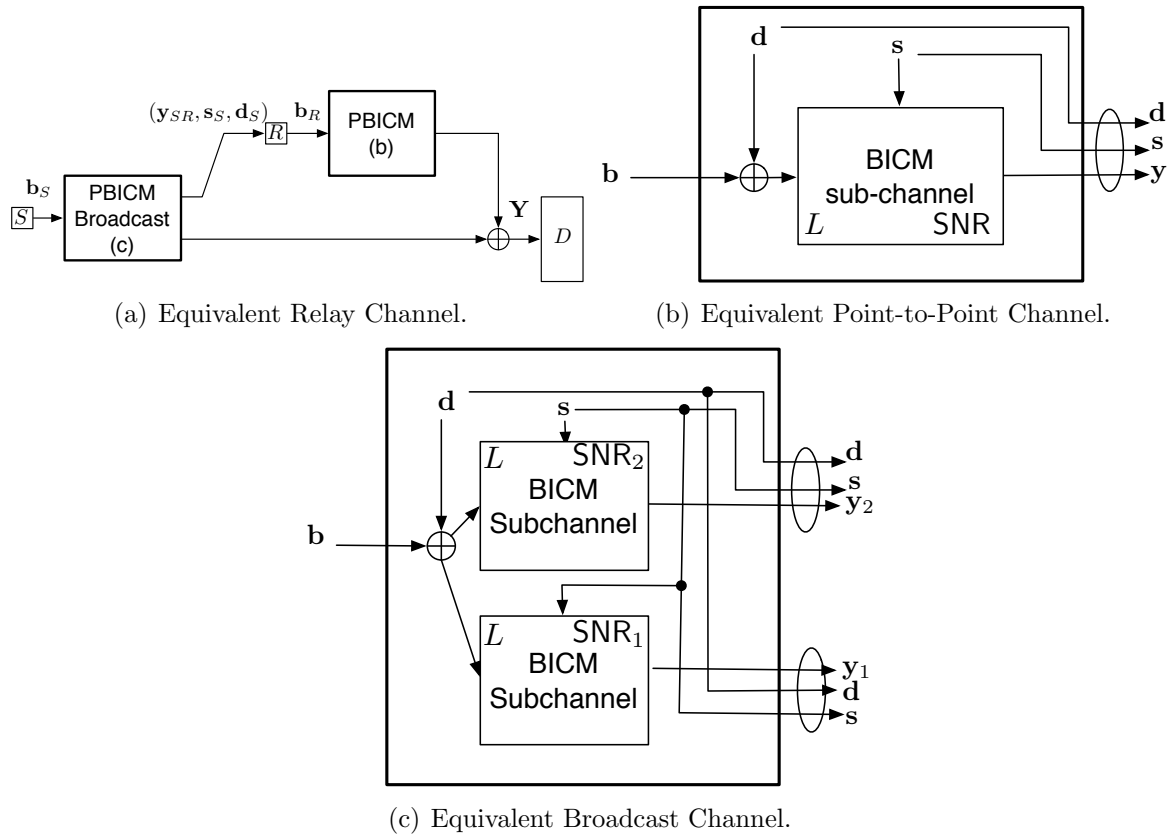 (y_SR, s_S, d_S)
b_R
R
PBICM
(b)
b_S
S
PBICM
Broadcast
(c)
Y
D
(a) Equivalent Relay Channel.
d
s
b
BICM
sub-channel
L
SNR
d
s
y
(b) Equivalent Point-to-Point Channel.
d
s
L
SNR_2
BICM
Subchannel
b
d
s
y_2
L
SNR_1
BICM
Subchannel
y_1
d
s
(c) Equivalent Broadcast Channel.